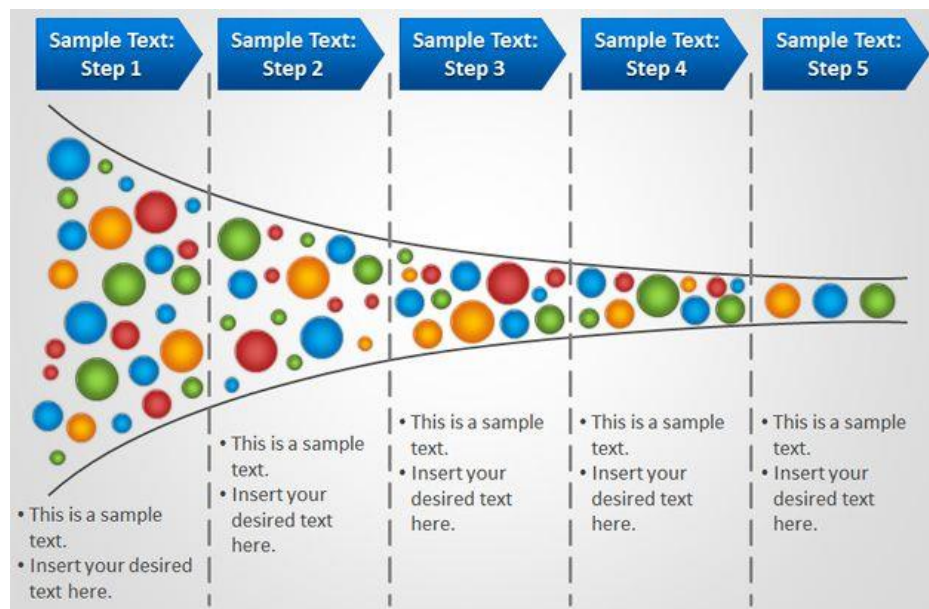 Sample Text:
Step 1
Sample Text:
Step 2
Sample Text:
Step 3
Sample Text:
Step 4
Sample Text:
Step 5
• This is a sample
text.
• Insert your desired
text here.
• This is a sample
text.
• Insert your
desired text
here.
• This is a sample
text.
• Insert your
desired text
here.
• This is a sample
text.
• Insert your
desired text
here.
• This is a sample
text.
• Insert your
desired text
here.